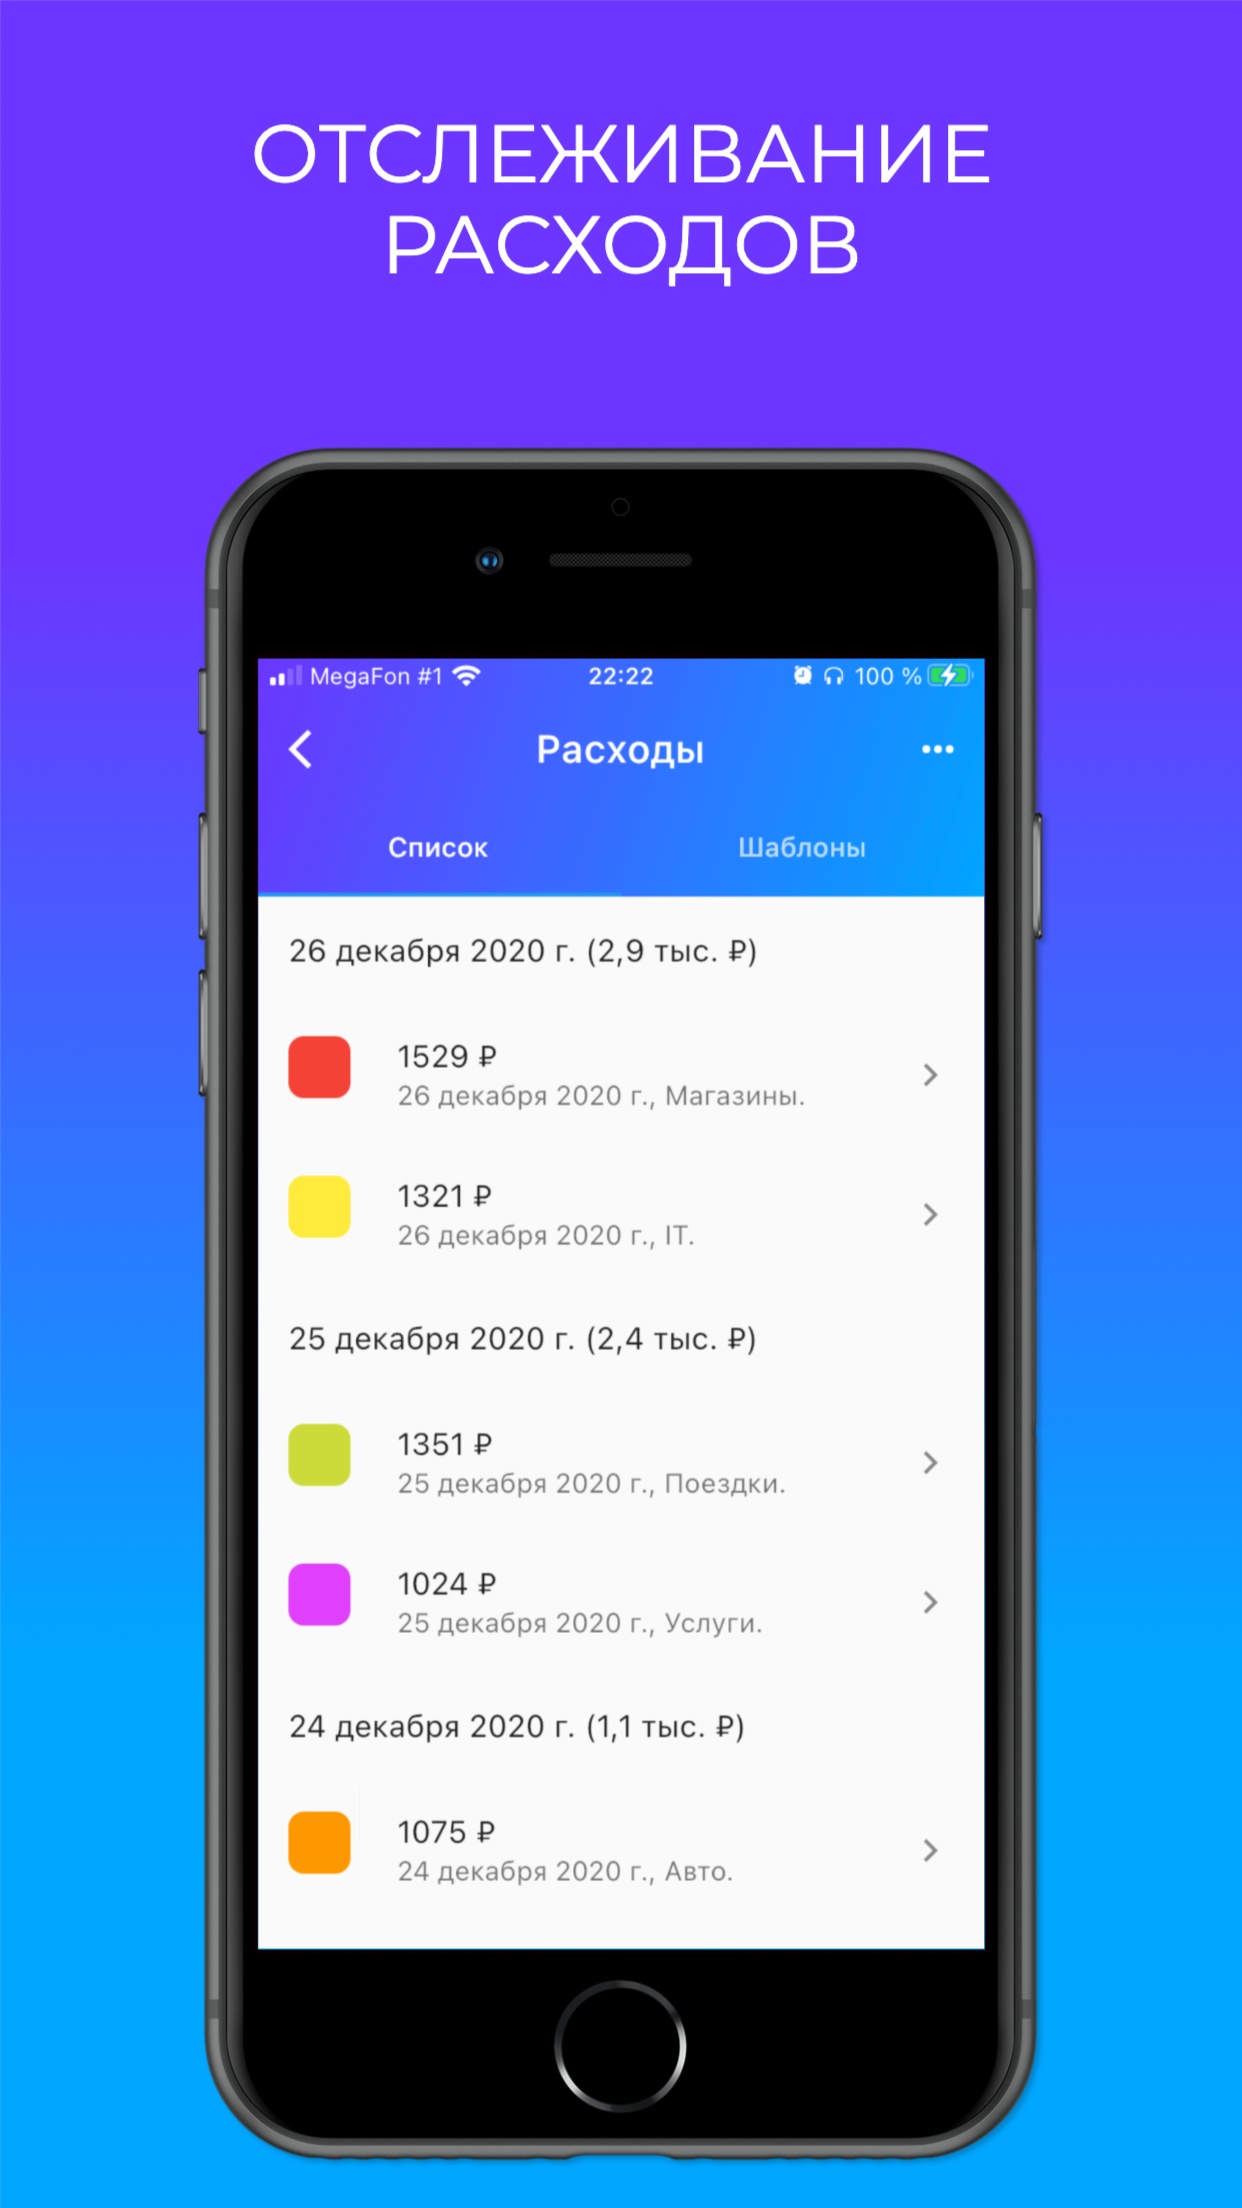 ОТСЛЕЖИВАНИЕ
РАСХОДОВ
MegaFon #1 22:22 100 %
Расходы
Список Шаблоны
26 декабря 2020 г. (2,9 тыс. ₽)
1529 ₽
26 декабря 2020 г., Магазины.
1321 ₽
26 декабря 2020 г., IT.
25 декабря 2020 г. (2,4 тыс. ₽)
1351 ₽
25 декабря 2020 г., Поездки.
1024 ₽
25 декабря 2020 г., Услуги.
24 декабря 2020 г. (1,1 тыс. ₽)
1075 ₽
24 декабря 2020 г., Авто.